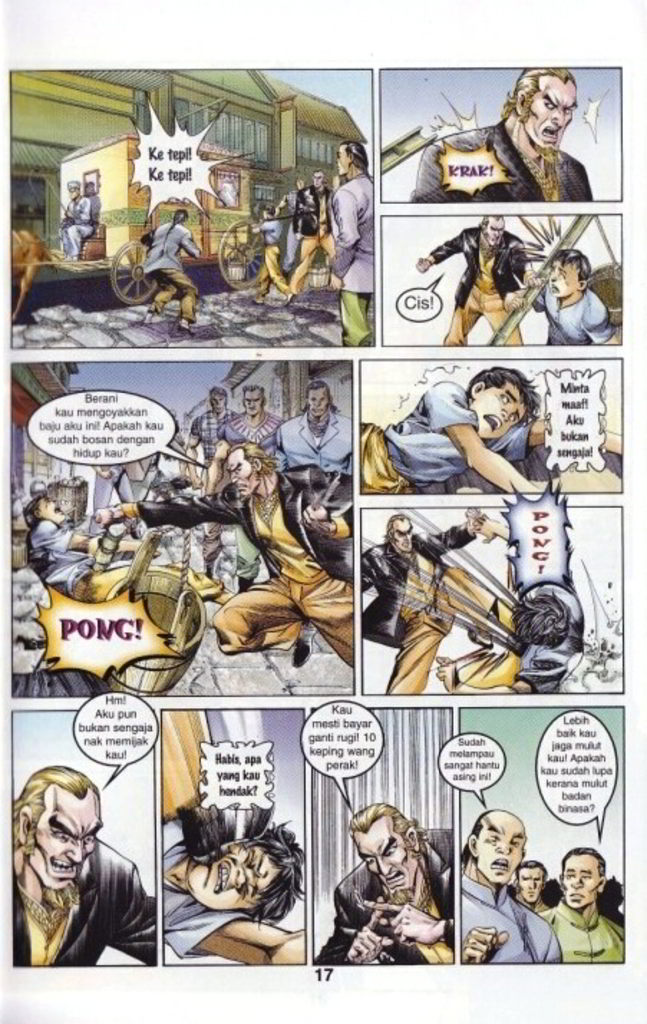 Ke tepi!
Ke tepi!
KRAK!
Cis!
Berani
kau mengoyakkan
baju aku ini! Apakah kau
sudah bosan dengan
hidup kau?
PONG!
Minta
maaf!
Aku
bukan
sengaja!
PONG!
Hm!
Aku pun
bukan sengaja
nak memijak
kau!
Habis, apa
yang kau
hendak?
Kau
mesti bayar
ganti rugi! 10
keping wang
perak!
Sudah
melampau
sangat hantu
asing ini!
Lebih
baik kau
jaga mulut
kau! Apakah
kau sudah lupa
kerana mulut
badan
binasa?
17